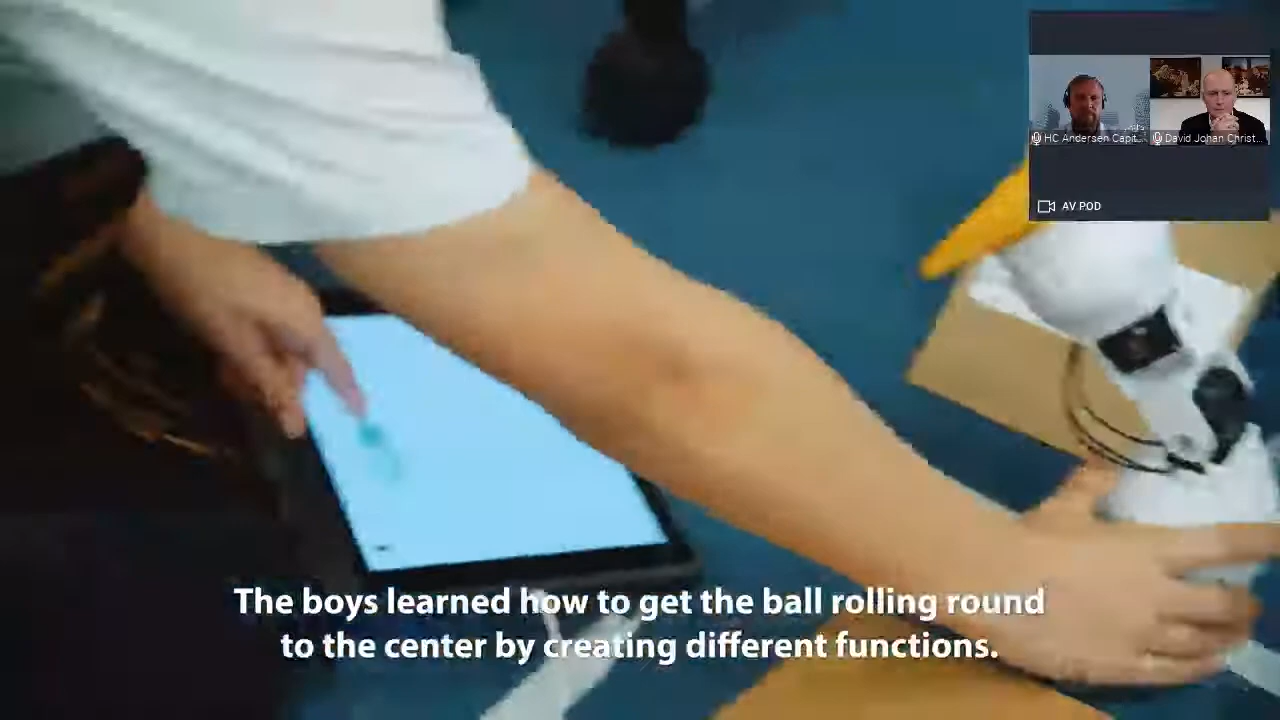 HC Andersen Capit...
David Johan Christ...
AV POD
The boys learned how to get the ball rolling round
to the center by creating different functions.